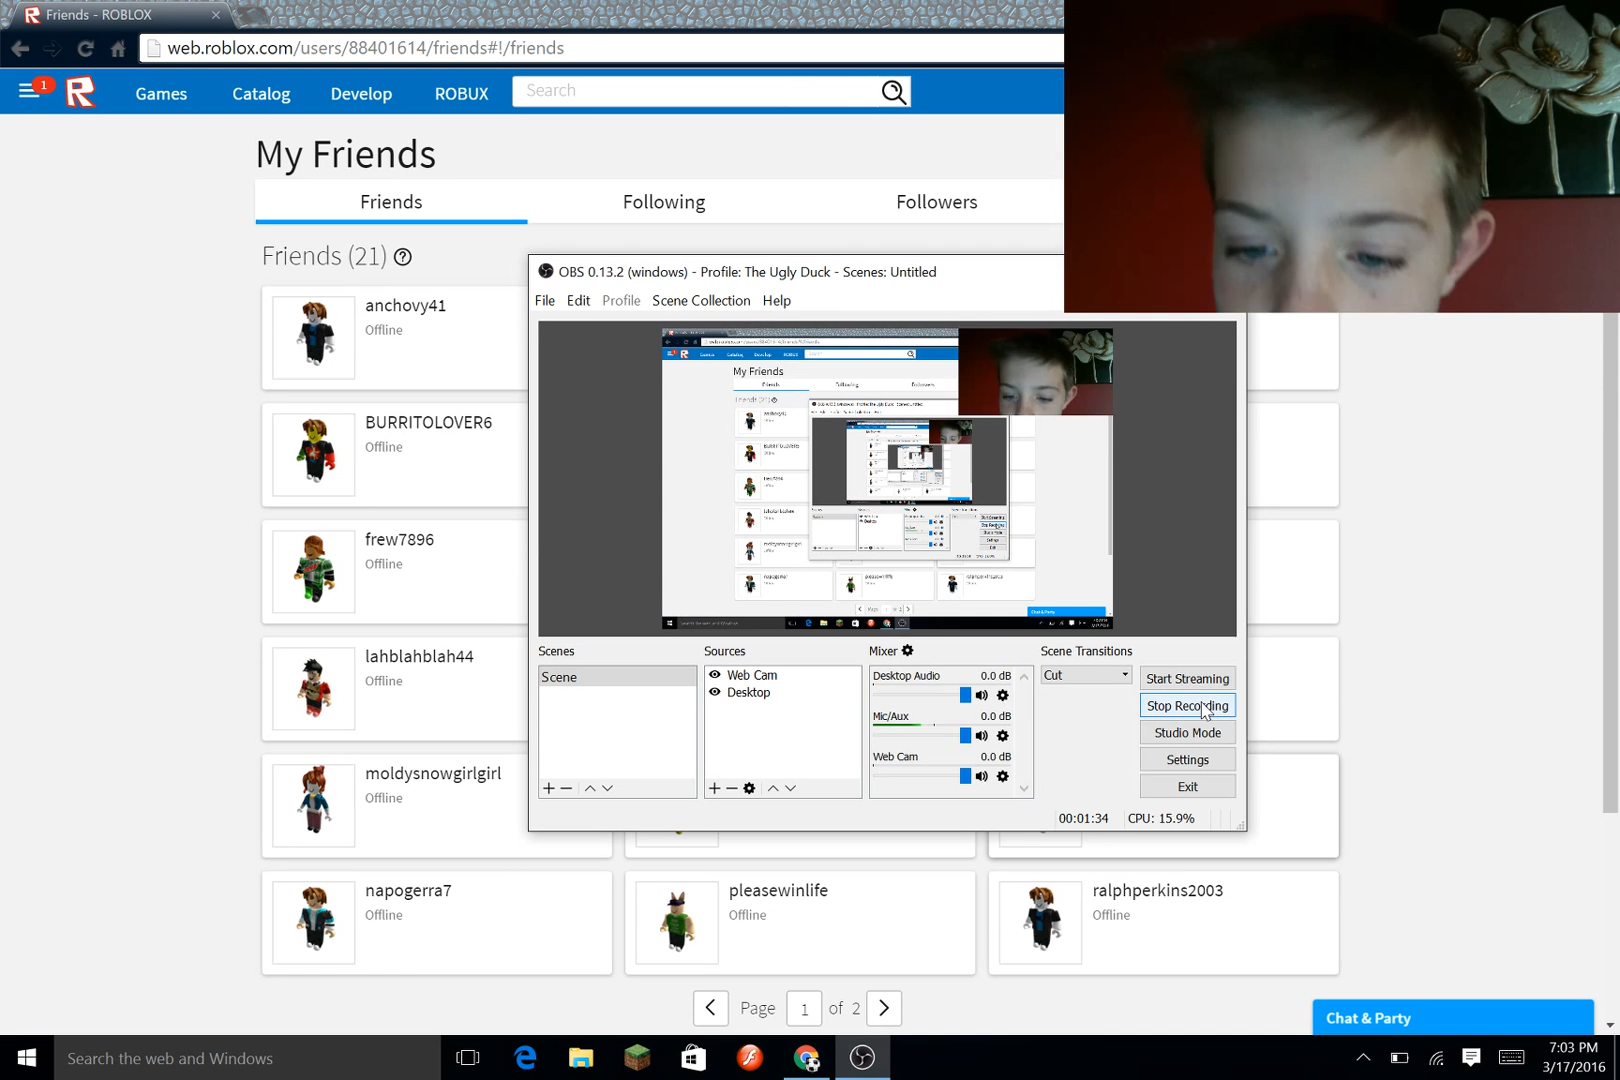 Friends - ROBLOX
web.roblox.com/users/88401614/friends#!/friends
1
Games Catalog Develop ROBUX Search
My Friends
Friends Following Followers
Friends (21)
anchovy41
Offline
BURRITOLOVER6
Offline
frew7896
Offline
lahblahblah44
Offline
moldysnowgirlgirl
Offline
napogerra7
Offline
pleasewinlife
Offline
ralphperkins2003
Offline
Page 1 of 2
Chat & Party
OBS 0.13.2 (windows) - Profile: The Ugly Duck - Scenes: Untitled
File Edit Profile Scene Collection Help
My Friends
Scenes
Scene
Sources
Web Cam
Desktop
Mixer
Desktop Audio 0.0 dB
Mic/Aux 0.0 dB
Web Cam 0.0 dB
Scene Transitions
Cut
Start Streaming
Stop Recording
Studio Mode
Settings
Exit
00:01:34 CPU: 15.9%
Search the web and Windows
7:03 PM
3/17/2016